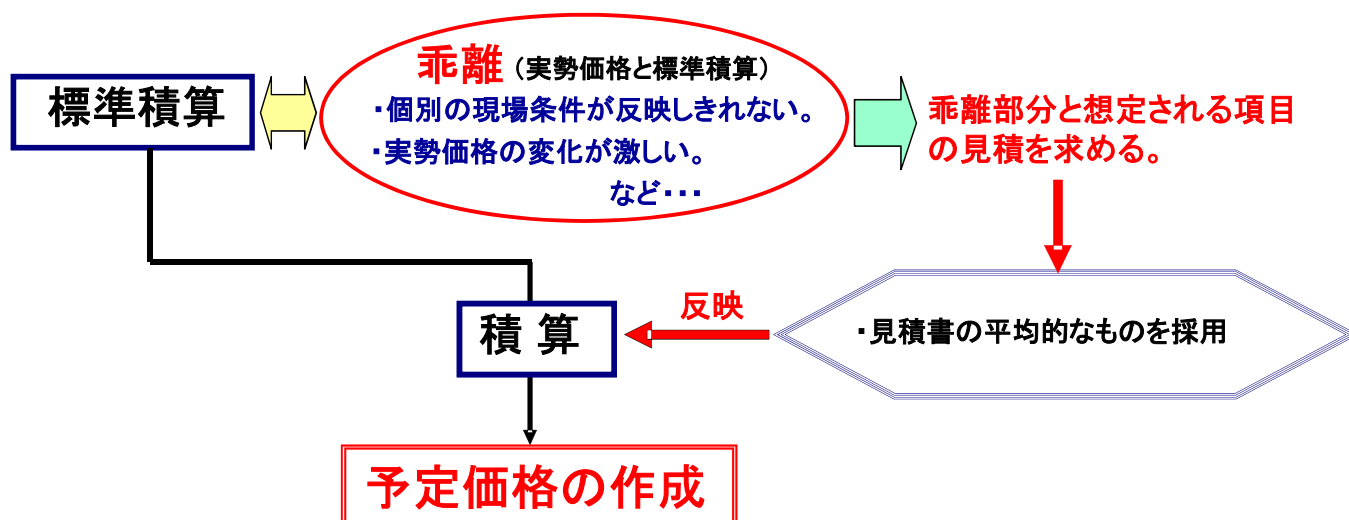 標準積算
乖離（実勢価格と標準積算）
・個別の現場条件が反映しきれない。
・実勢価格の変化が激しい。
など・・・
乖離部分と想定される項目
の見積を求める。
積 算
反映
・見積書の平均的なものを採用
予定価格の作成